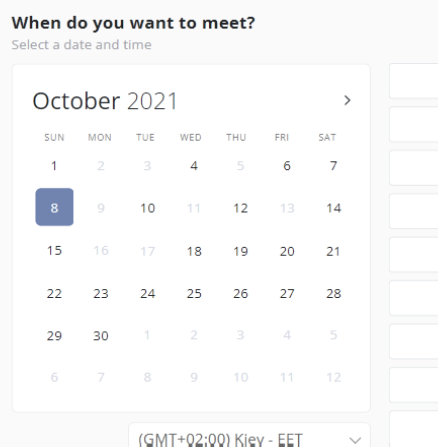 When do you want to meet?
Select a date and time
October 2021
SUN MON TUE WED THU FRI SAT
1 2 3 4 5 6 7
8 9 10 11 12 13 14
15 16 17 18 19 20 21
22 23 24 25 26 27 28
29 30 1 2 3 4 5
6 7 8 9 10 11 12
(GMT+02:00) Kiev - EET